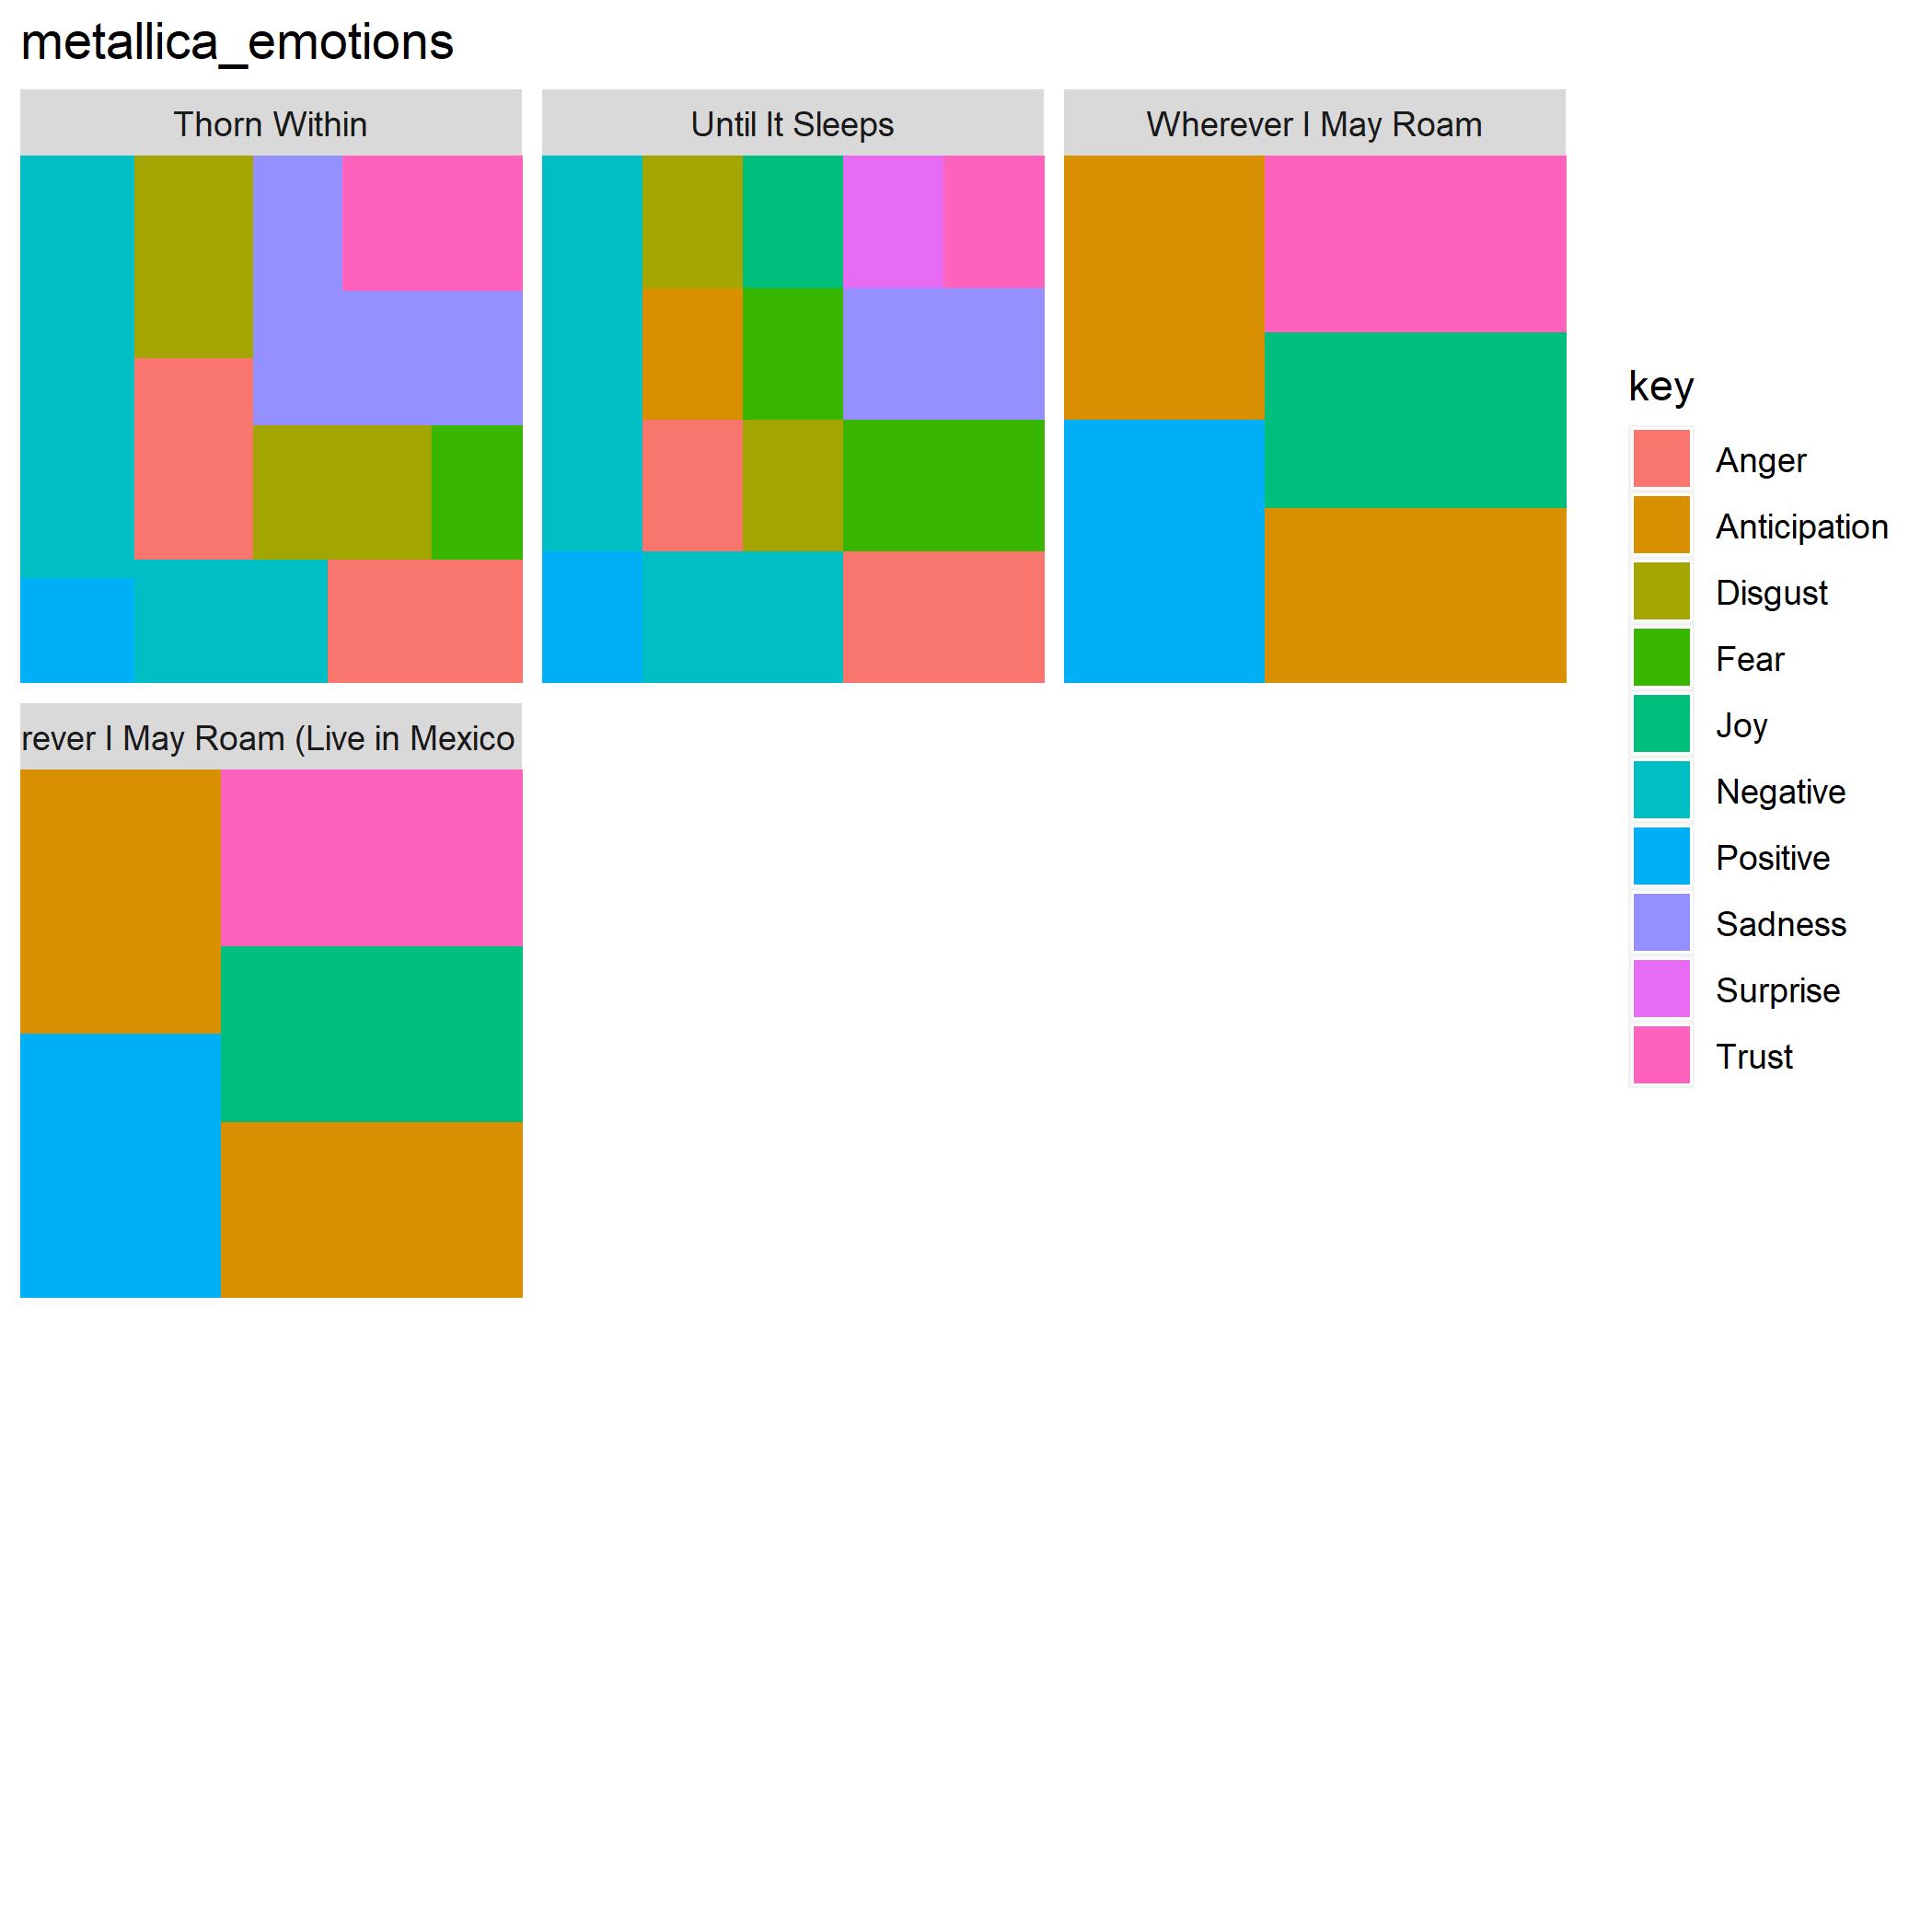 metallica_emotions
Thorn Within
Until It Sleeps
Wherever I May Roam
rever I May Roam (Live in Mexico
key
Anger
Anticipation
Disgust
Fear
Joy
Negative
Positive
Sadness
Surprise
Trust